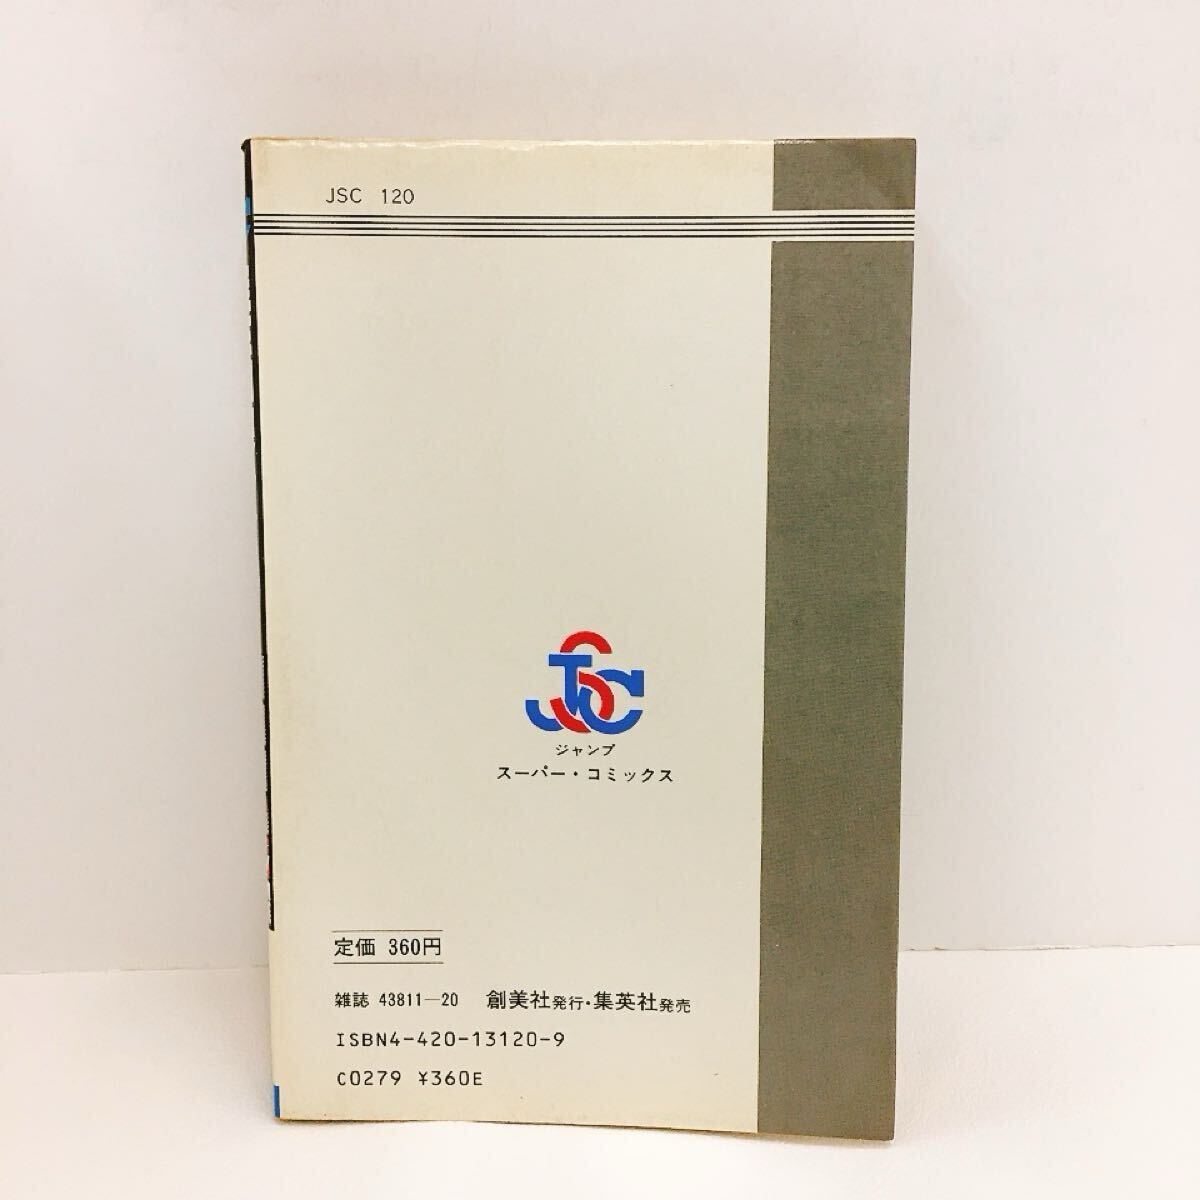 JSC 120
JSC
ジャンプ
スーパー・コミックス
定価 360円
雑誌 43811―20 創美社発行・集英社発売
ISBN4-420-13120-9
C0279 ¥360E